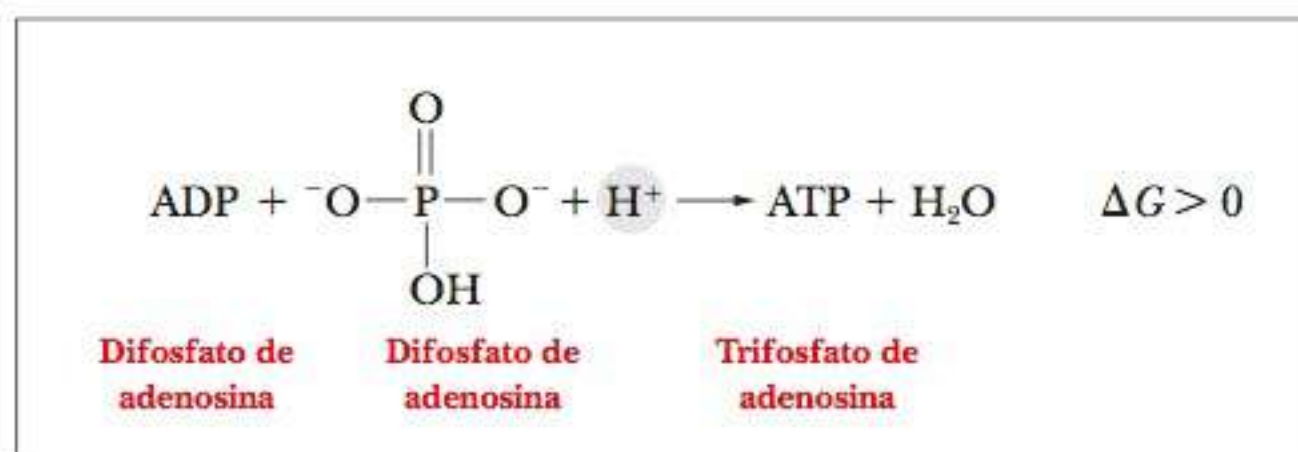 O
ADP + ⁻O—P—O⁻ + H⁺ → ATP + H₂O ΔG > 0
OH
Difosfato de adenosina
Difosfato de adenosina
Trifosfato de adenosina